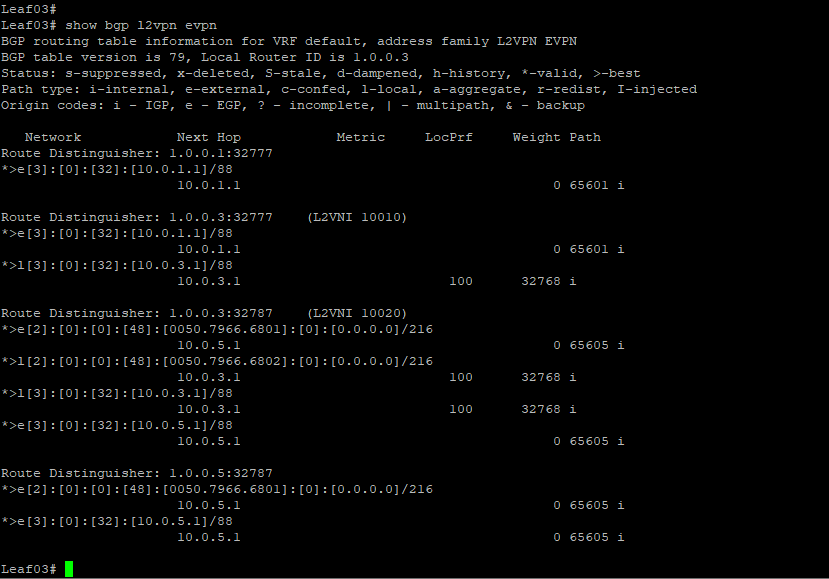 Leaf03#
Leaf03# show bgp l2vpn evpn
BGP routing table information for VRF default, address family L2VPN EVPN
BGP table version is 79, Local Router ID is 1.0.0.3
Status: s-suppressed, x-deleted, S-stale, d-dampened, h-history, *-valid, >-best
Path type: i-internal, e-external, c-confed, l-local, a-aggregate, r-redist, I-injected
Origin codes: i - IGP, e - EGP, ? - incomplete, | - multipath, & - backup

   Network            Next Hop            Metric     LocPrf     Weight Path
Route Distinguisher: 1.0.0.1:32777
*>e[3]:[0]:[32]:[10.0.1.1]/88
                      10.0.1.1                                       0 65601 i

Route Distinguisher: 1.0.0.3:32777    (L2VNI 10010)
*>e[3]:[0]:[32]:[10.0.1.1]/88
                      10.0.1.1                                       0 65601 i
*>l[3]:[0]:[32]:[10.0.3.1]/88
                      10.0.3.1                          100      32768 i

Route Distinguisher: 1.0.0.3:32787    (L2VNI 10020)
*>e[2]:[0]:[0]:[48]:[0050.7966.6801]:[0]:[0.0.0.0]/216
                      10.0.5.1                                       0 65605 i
*>l[2]:[0]:[0]:[48]:[0050.7966.6802]:[0]:[0.0.0.0]/216
                      10.0.3.1                          100      32768 i
*>l[3]:[0]:[32]:[10.0.3.1]/88
                      10.0.3.1                          100      32768 i
*>e[3]:[0]:[32]:[10.0.5.1]/88
                      10.0.5.1                                       0 65605 i

Route Distinguisher: 1.0.0.5:32787
*>e[2]:[0]:[0]:[48]:[0050.7966.6801]:[0]:[0.0.0.0]/216
                      10.0.5.1                                       0 65605 i
*>e[3]:[0]:[32]:[10.0.5.1]/88
                      10.0.5.1                                       0 65605 i

Leaf03#